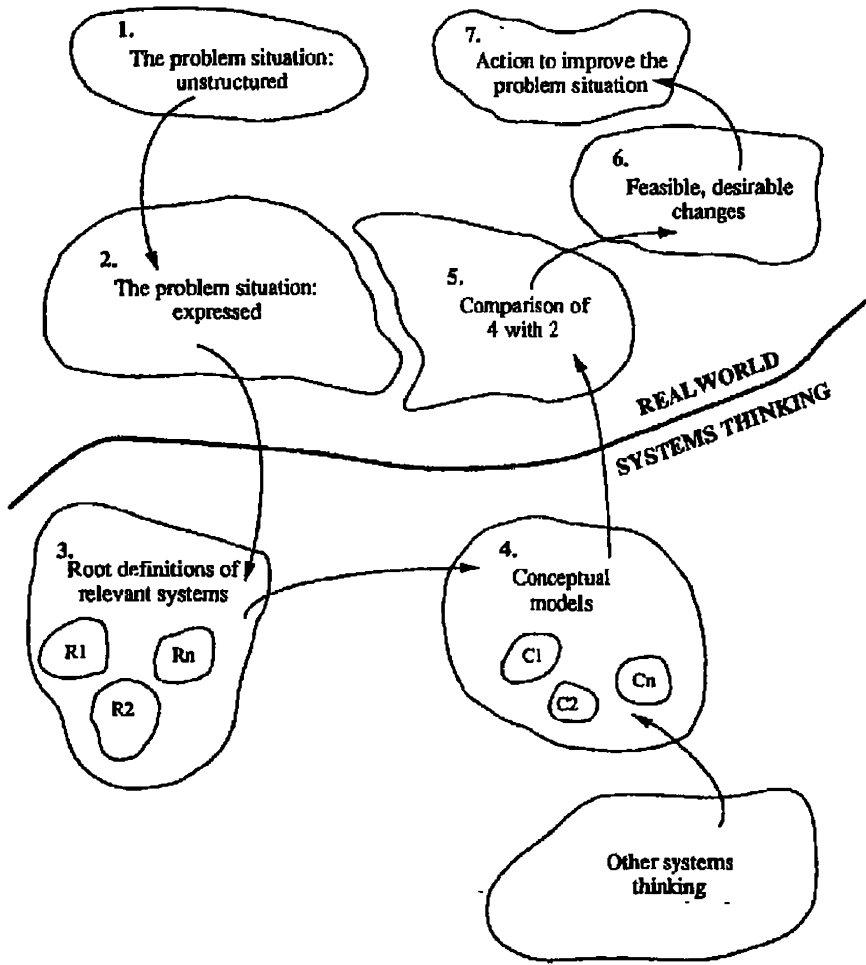 1.
The problem situation:
unstructured
7.
Action to improve the
problem situation
6.
Feasible, desirable
changes
2.
The problem situation:
expressed
5.
Comparison of
4 with 2
REAL WORLD
SYSTEMS THINKING
3.
Root definitions of
relevant systems
R1
Rn
R2
4.
Conceptual
models
C1
C2
Cn
Other systems
thinking